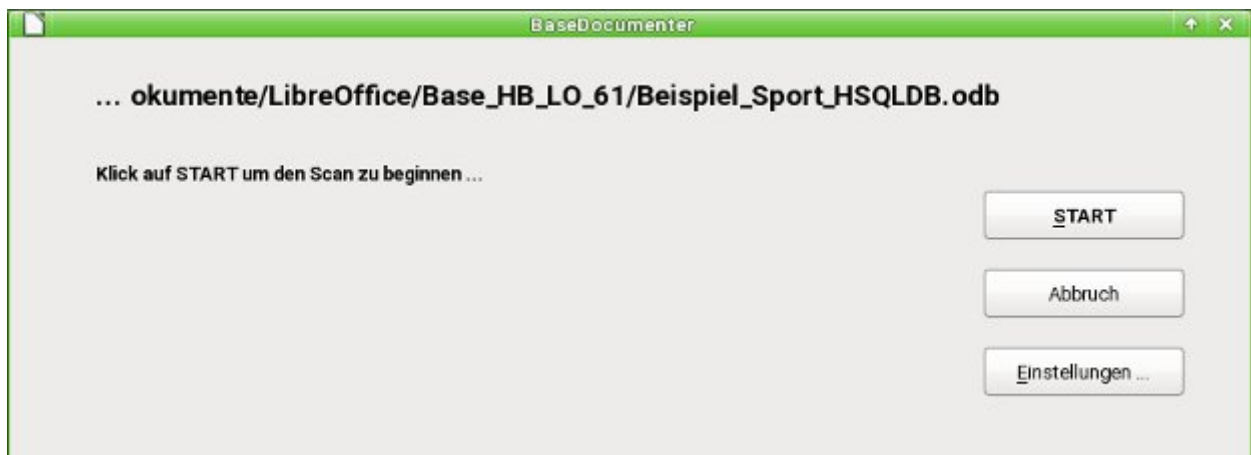 BaseDocumenter
... okumente/LibreOffice/Base_HB_LO_61/Beispiel_Sport_HSQLDB.odb
Klick auf START um den Scan zu beginnen ...
START
Abbruch
Einstellungen ...